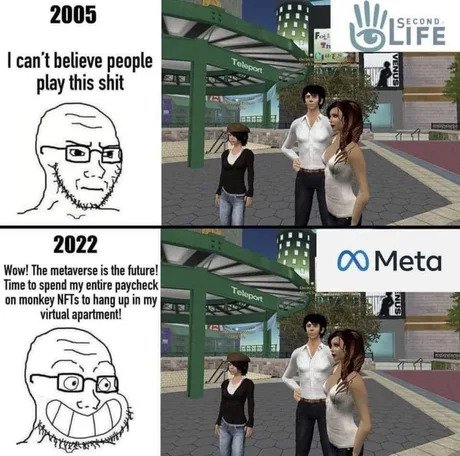 2005
I can't believe people
play this shit
SECOND
LIFE
Teleport
VENUS
2022
Wow! The metaverse is the future!
Time to spend my entire paycheck
on monkey NFTs to hang up in my
virtual apartment!
Meta
Teleport